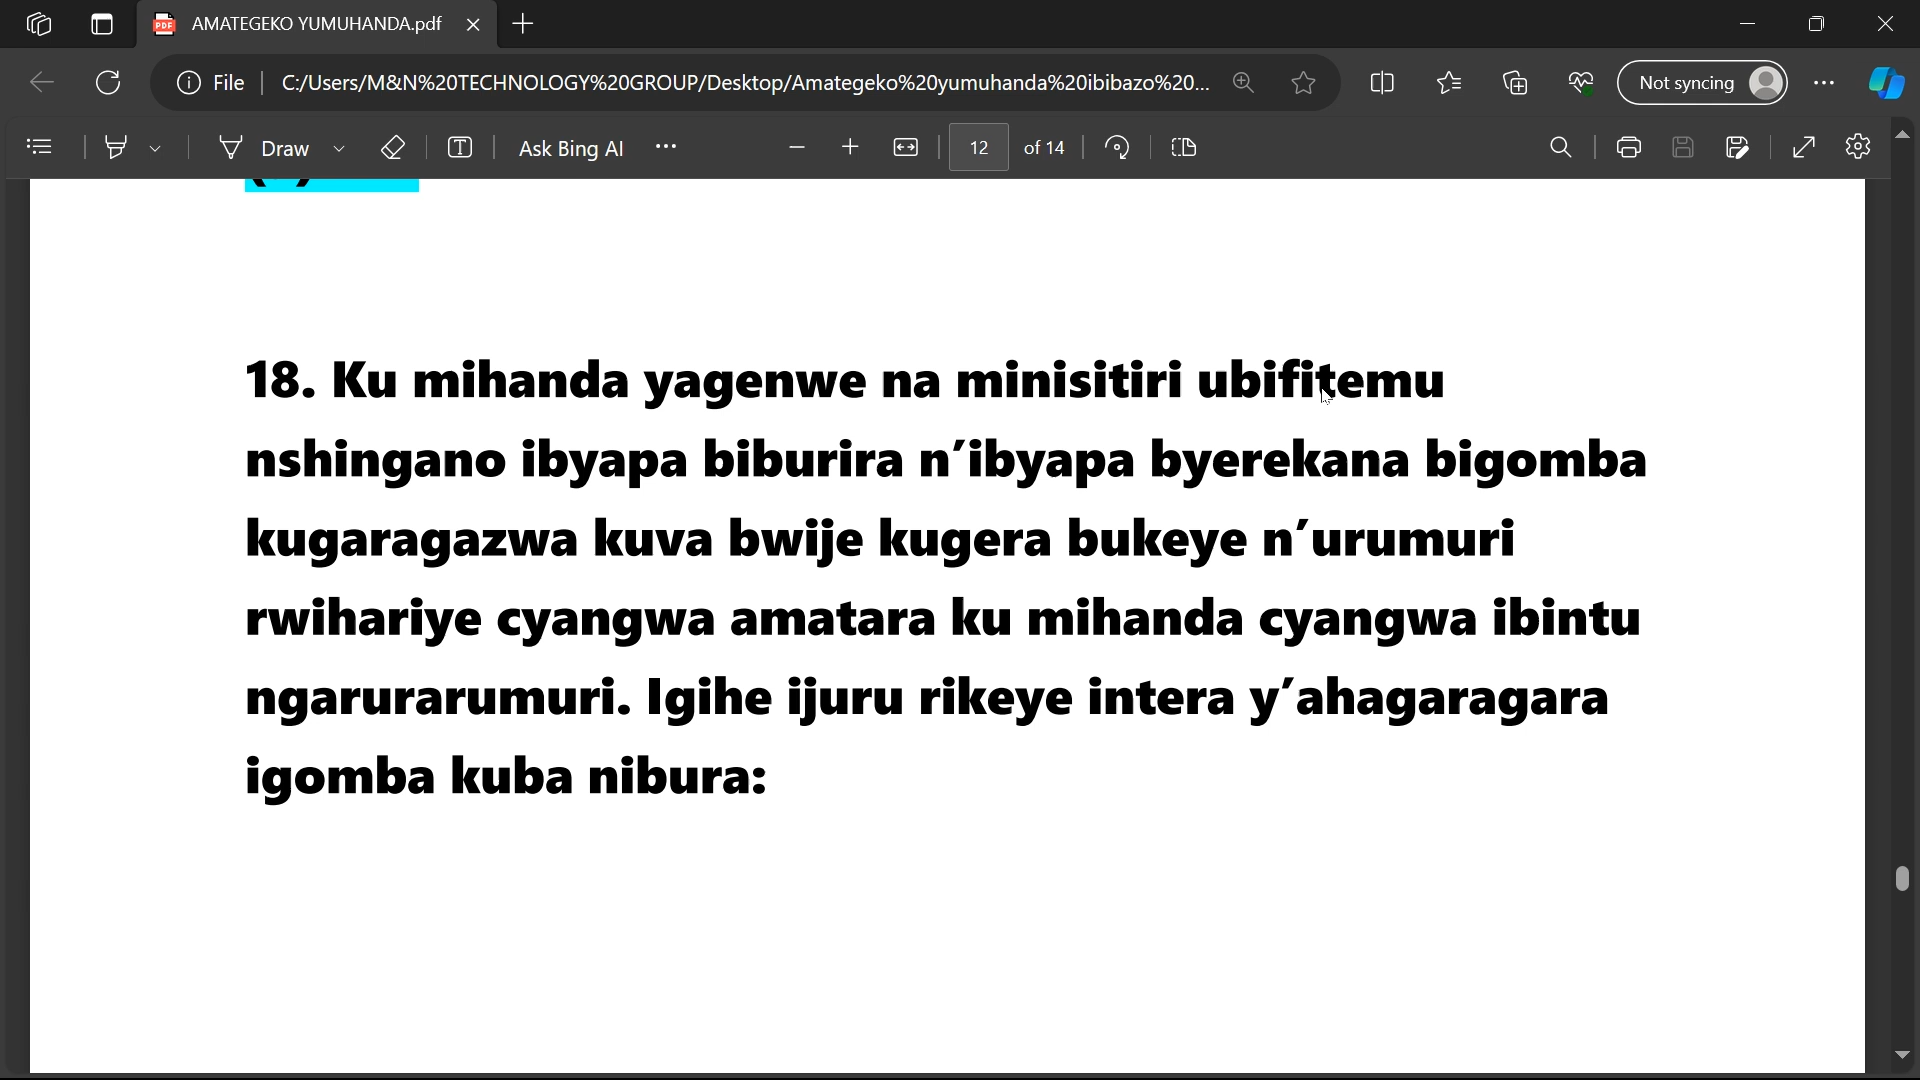 AMATEGEKO YUMUHANDA.pdf
File
C:/Users/M&N%20TECHNOLOGY%20GROUP/Desktop/Amategeko%20yumuhanda%20ibibazo%20...
Not syncing
Draw
Ask Bing AI
12 of 14
18. Ku mihanda yagenwe na minisitiri ubifitemu
nshingano ibyapa biburira n’ibyapa byerekana bigomba
kugaragazwa kuva bwije kugera bukeye n’urumuri
rwihariye cyangwa amatara ku mihanda cyangwa ibintu
ngarurarumuri. Igihe ijuru rikeye intera y’ahagaragara
igomba kuba nibura: